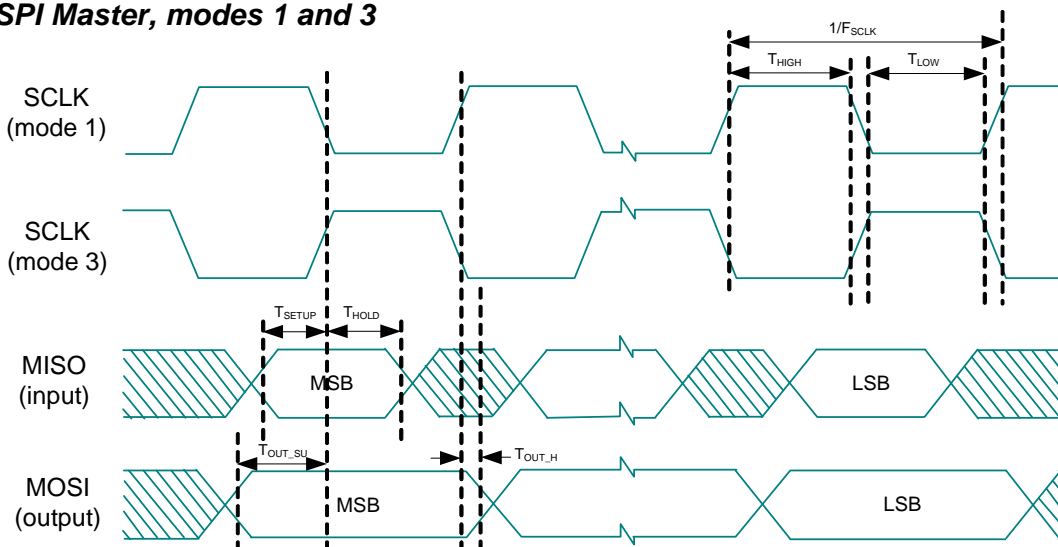 SPI Master, modes 1 and 3
1/FSCLK
THIGH
TLOW
SCLK
(mode 1)
SCLK
(mode 3)
TSETUP
THOLD
MISO
(input)
MSB
LSB
TOUT_SU
TOUT_H
MOSI
(output)
MSB
LSB